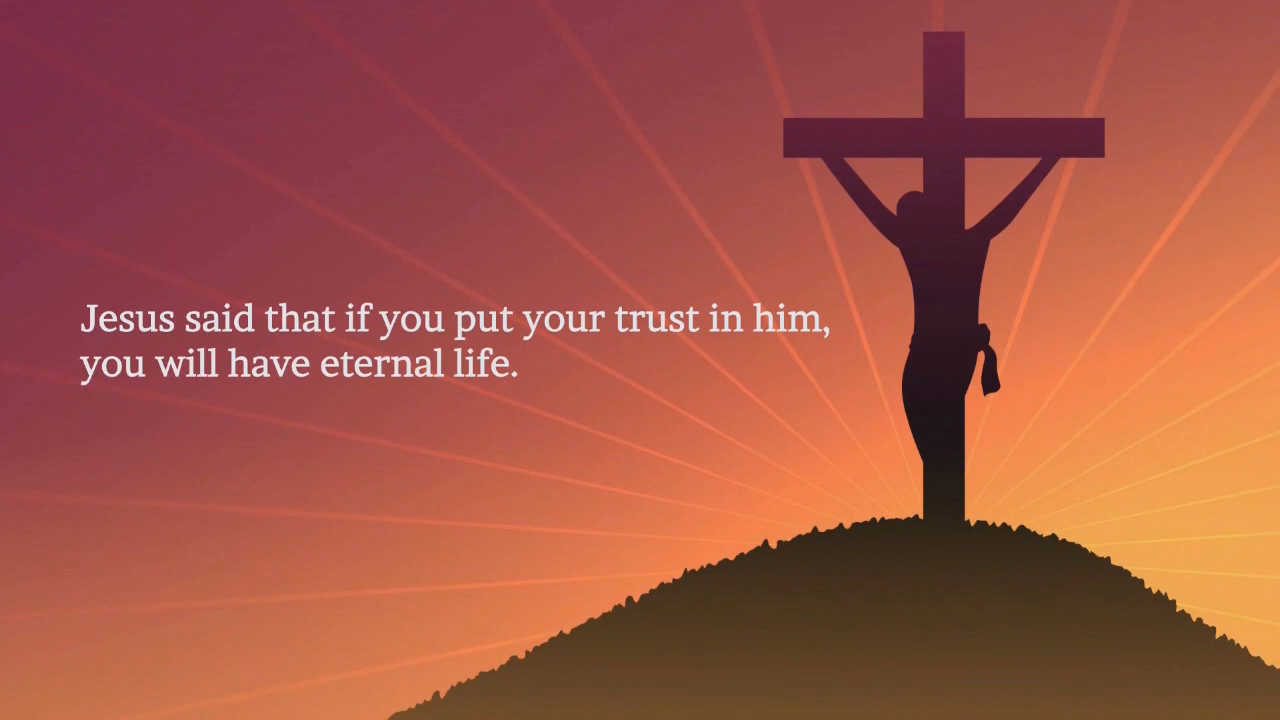 Jesus said that if you put your trust in him,
you will have eternal life.